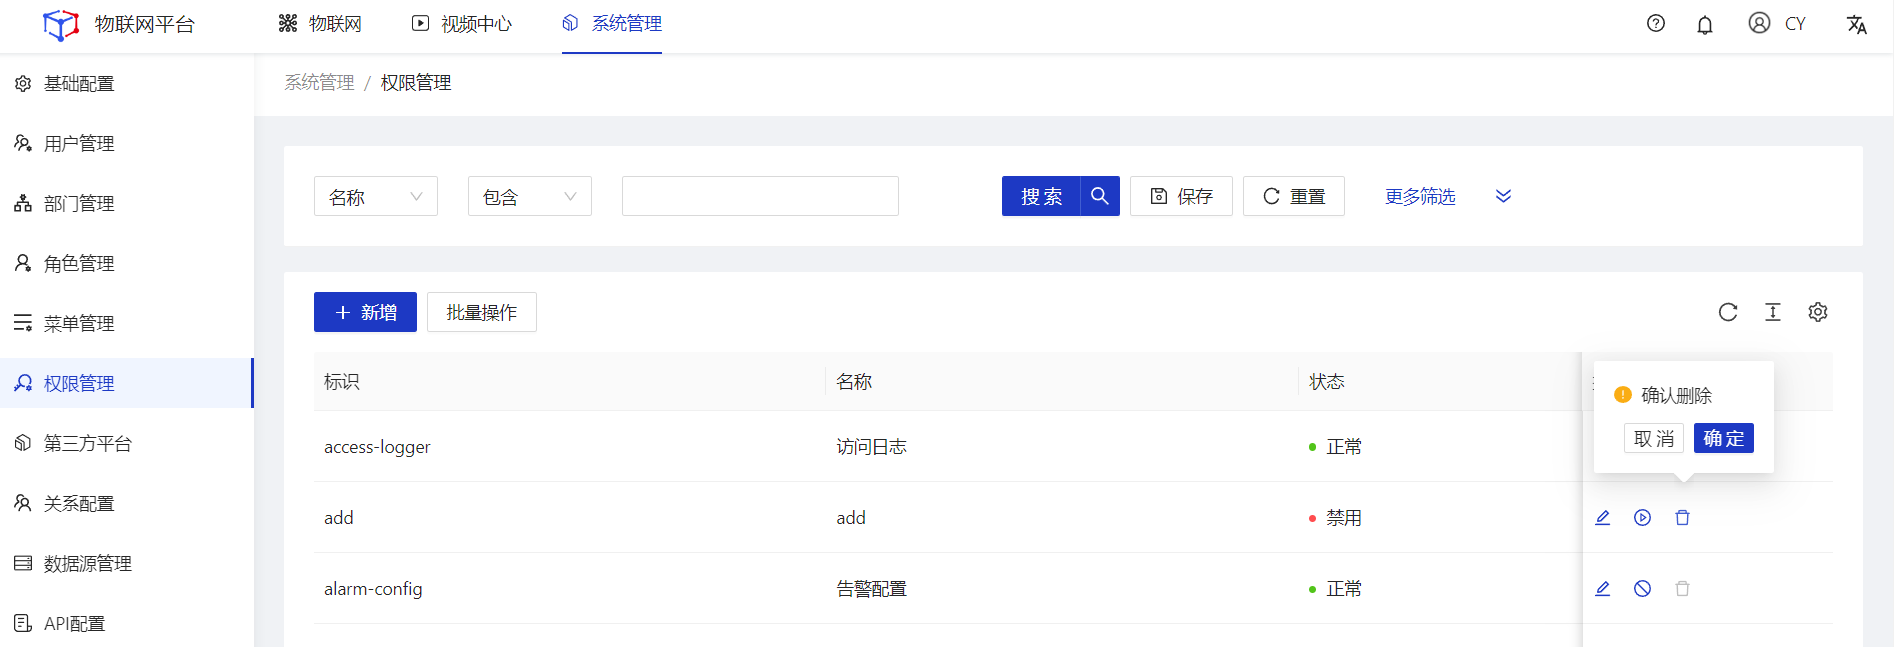 物联网平台
物联网
视频中心
系统管理
CY
基础配置
用户管理
部门管理
角色管理
菜单管理
权限管理
第三方平台
关系配置
数据源管理
API配置
系统管理 / 权限管理
名称
包含
搜 索
保存
重置
更多筛选
新增
批量操作
标识 名称 状态
确认删除
取 消
确 定
access-logger 访问日志 正常
add add 禁用
alarm-config 告警配置 正常